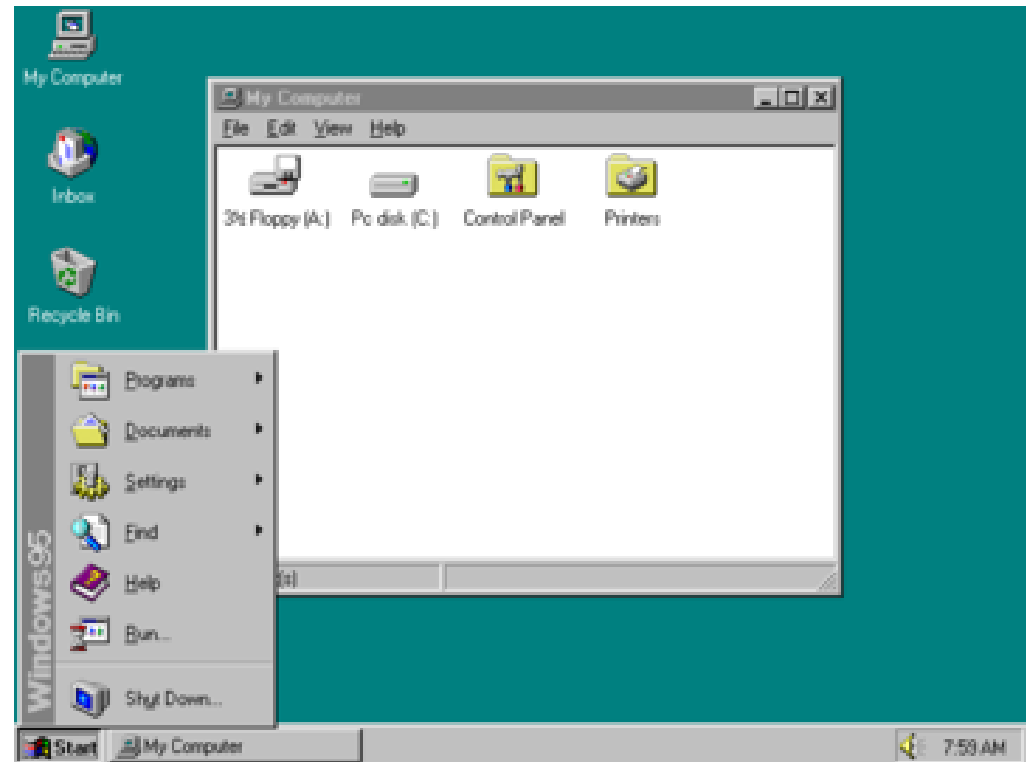 My Computer
Inbox
Recycle Bin
My Computer
File Edit View Help
3½ Floppy (A:) Pc disk (C:) Control Panel Printers
(s)
Programs
Documents
Settings
Find
Help
Run...
Shut Down...
Windows95
Start My Computer 7:59 AM